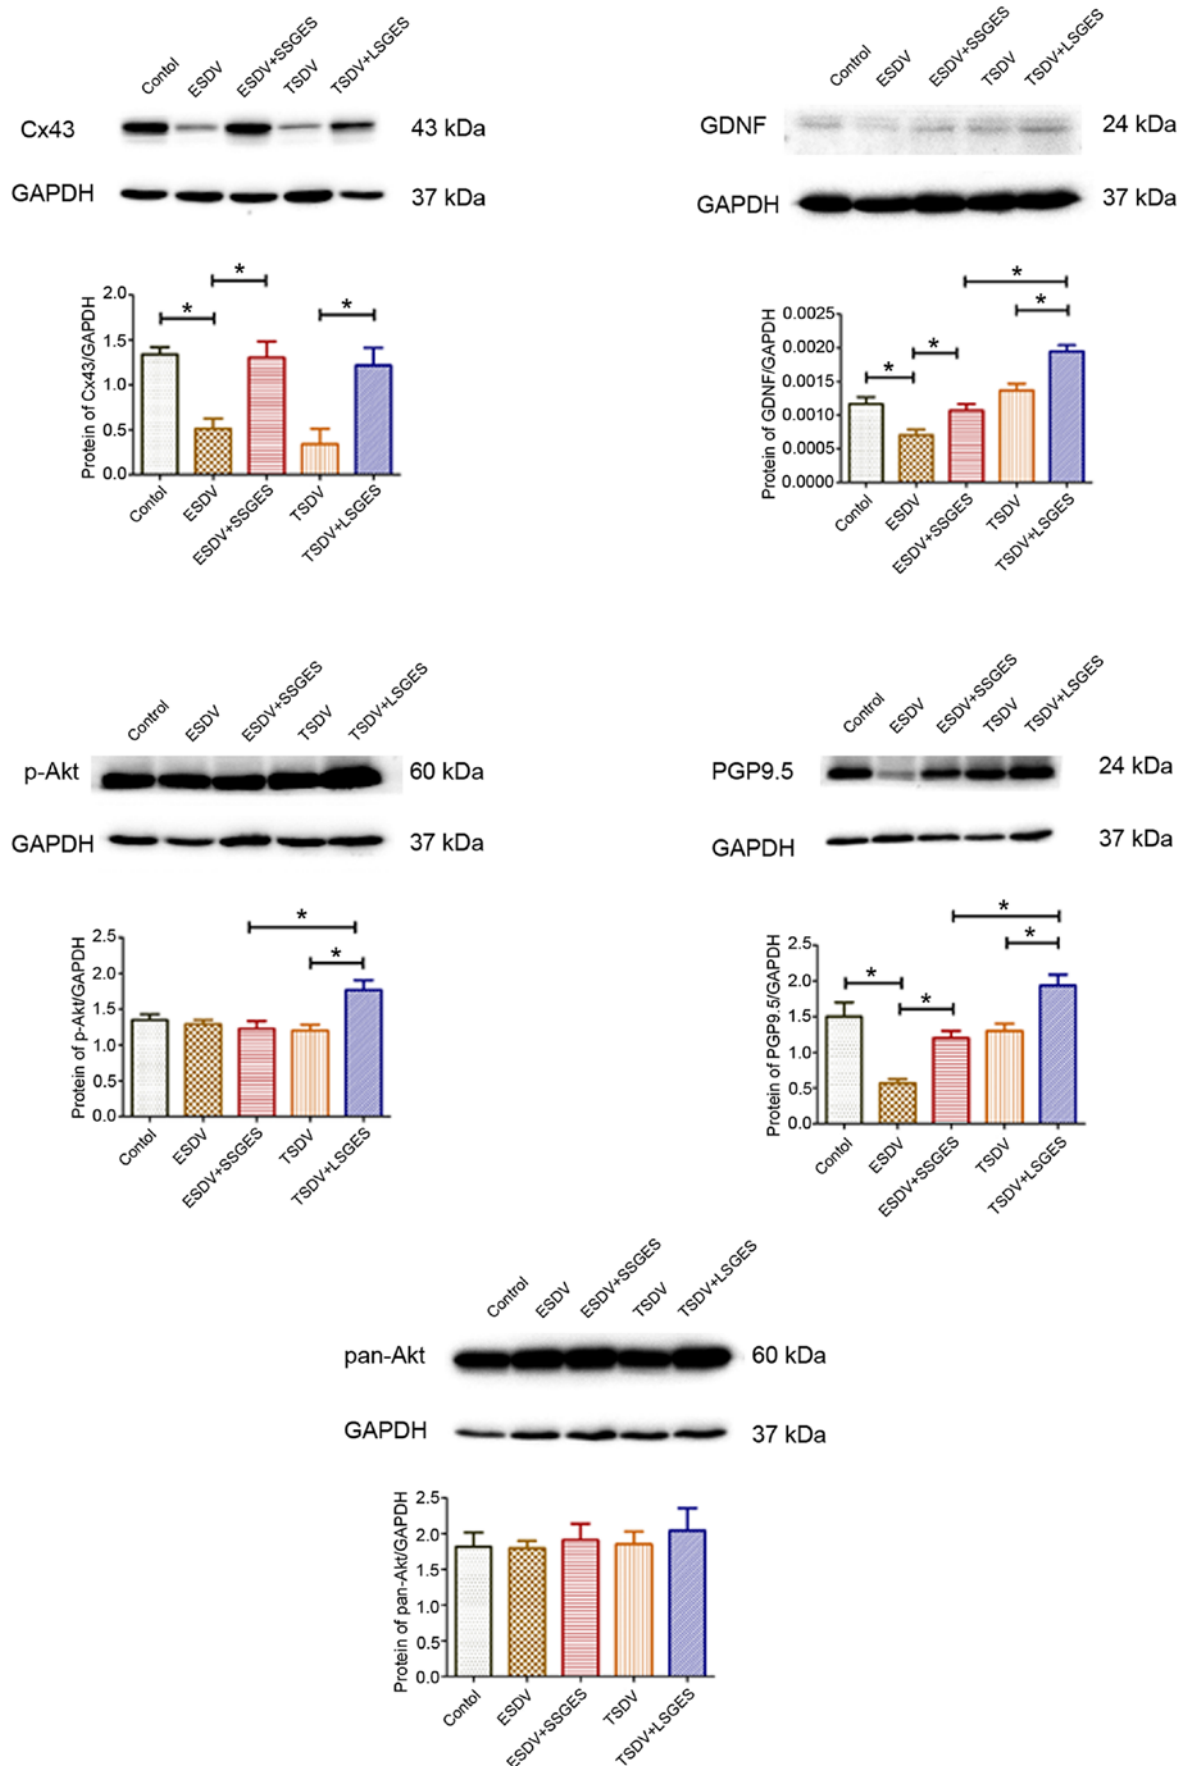 Contol ESDV ESDV+SSGES TSDV TSDV+LSGES
Cx43 43 kDa
GAPDH 37 kDa
* * *
Protein of Cx43/GAPDH
2.0
1.5
1.0
0.5
0.0
Contol ESDV ESDV+SSGES TSDV TSDV+LSGES
Control ESDV ESDV+SSGES TSDV TSDV+LSGES
GDNF 24 kDa
GAPDH 37 kDa
* * * *
Protein of GDNF/GAPDH
0.0025
0.0020
0.0015
0.0010
0.0005
0.0000
Contol ESDV ESDV+SSGES TSDV TSDV+LSGES
Control ESDV ESDV+SSGES TSDV TSDV+LSGES
p-Akt 60 kDa
GAPDH 37 kDa
* *
Protein of p-Akt/GAPDH
2.5
2.0
1.5
1.0
0.5
0.0
Contol ESDV ESDV+SSGES TSDV TSDV+LSGES
Control ESDV ESDV+SSGES TSDV TSDV+LSGES
PGP9.5 24 kDa
GAPDH 37 kDa
* * * *
Protein of PGP9.5/GAPDH
2.5
2.0
1.5
1.0
0.5
0.0
Contol ESDV ESDV+SSGES TSDV TSDV+LSGES
Control ESDV ESDV+SSGES TSDV TSDV+LSGES
pan-Akt 60 kDa
GAPDH 37 kDa
Protein of pan-Akt/GAPDH
2.5
2.0
1.5
1.0
0.5
0.0
Contol ESDV ESDV+SSGES TSDV TSDV+LSGES